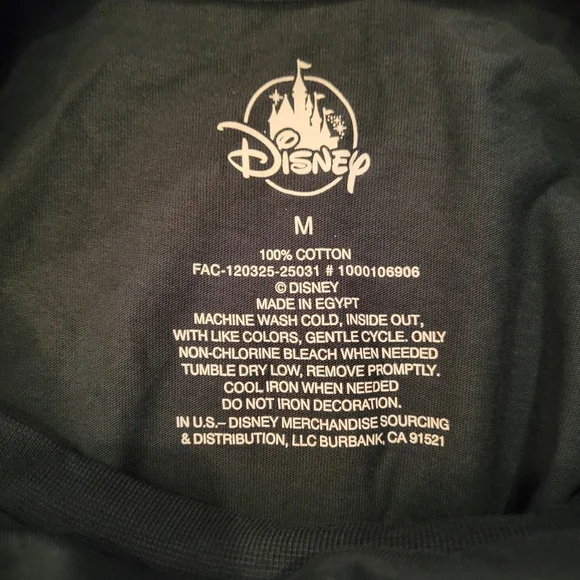 Disney
M
100% COTTON
FAC-120325-25031 # 1000106906
© DISNEY
MADE IN EGYPT
MACHINE WASH COLD, INSIDE OUT,
WITH LIKE COLORS, GENTLE CYCLE. ONLY
NON-CHLORINE BLEACH WHEN NEEDED
TUMBLE DRY LOW, REMOVE PROMPTLY.
COOL IRON WHEN NEEDED
DO NOT IRON DECORATION.
IN U.S.– DISNEY MERCHANDISE SOURCING
& DISTRIBUTION, LLC BURBANK, CA 91521